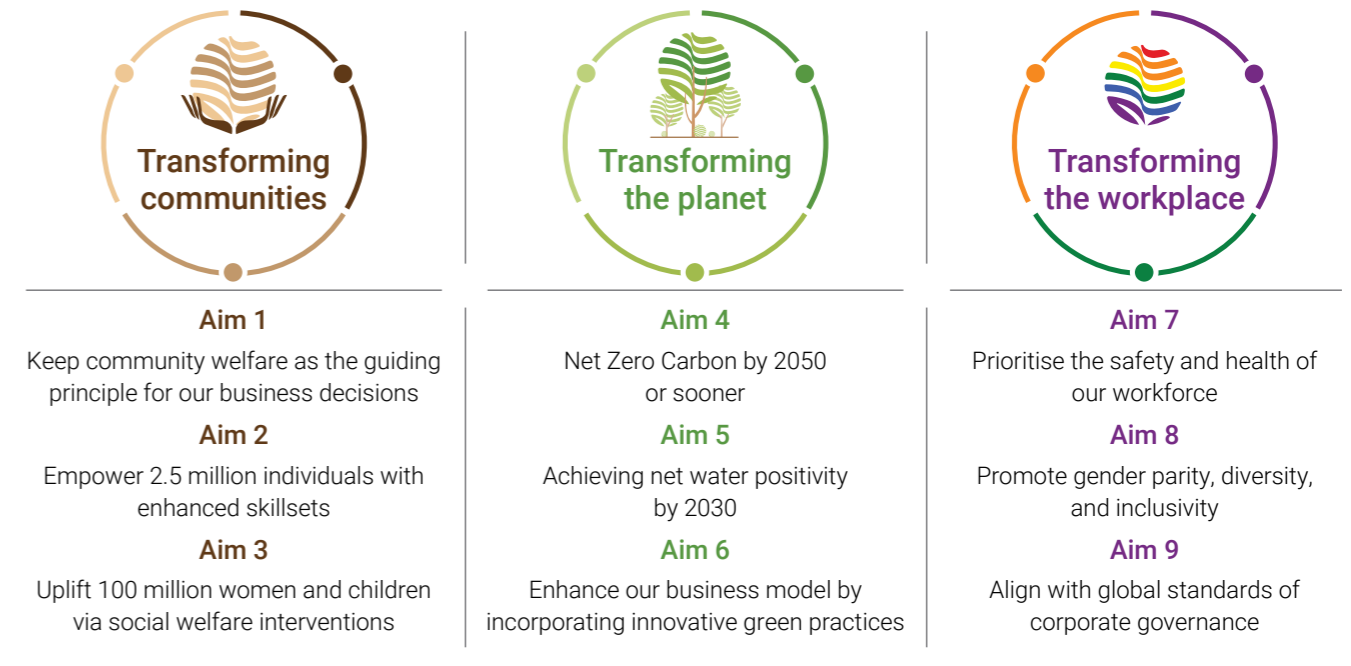 Transforming
communities
Aim 1
Keep community welfare as the guiding
principle for our business decisions
Aim 2
Empower 2.5 million individuals with
enhanced skillsets
Aim 3
Uplift 100 million women and children
via social welfare interventions
Transforming
the planet
Aim 4
Net Zero Carbon by 2050
or sooner
Aim 5
Achieving net water positivity
by 2030
Aim 6
Enhance our business model by
incorporating innovative green practices
Transforming
the workplace
Aim 7
Prioritise the safety and health of
our workforce
Aim 8
Promote gender parity, diversity,
and inclusivity
Aim 9
Align with global standards of
corporate governance